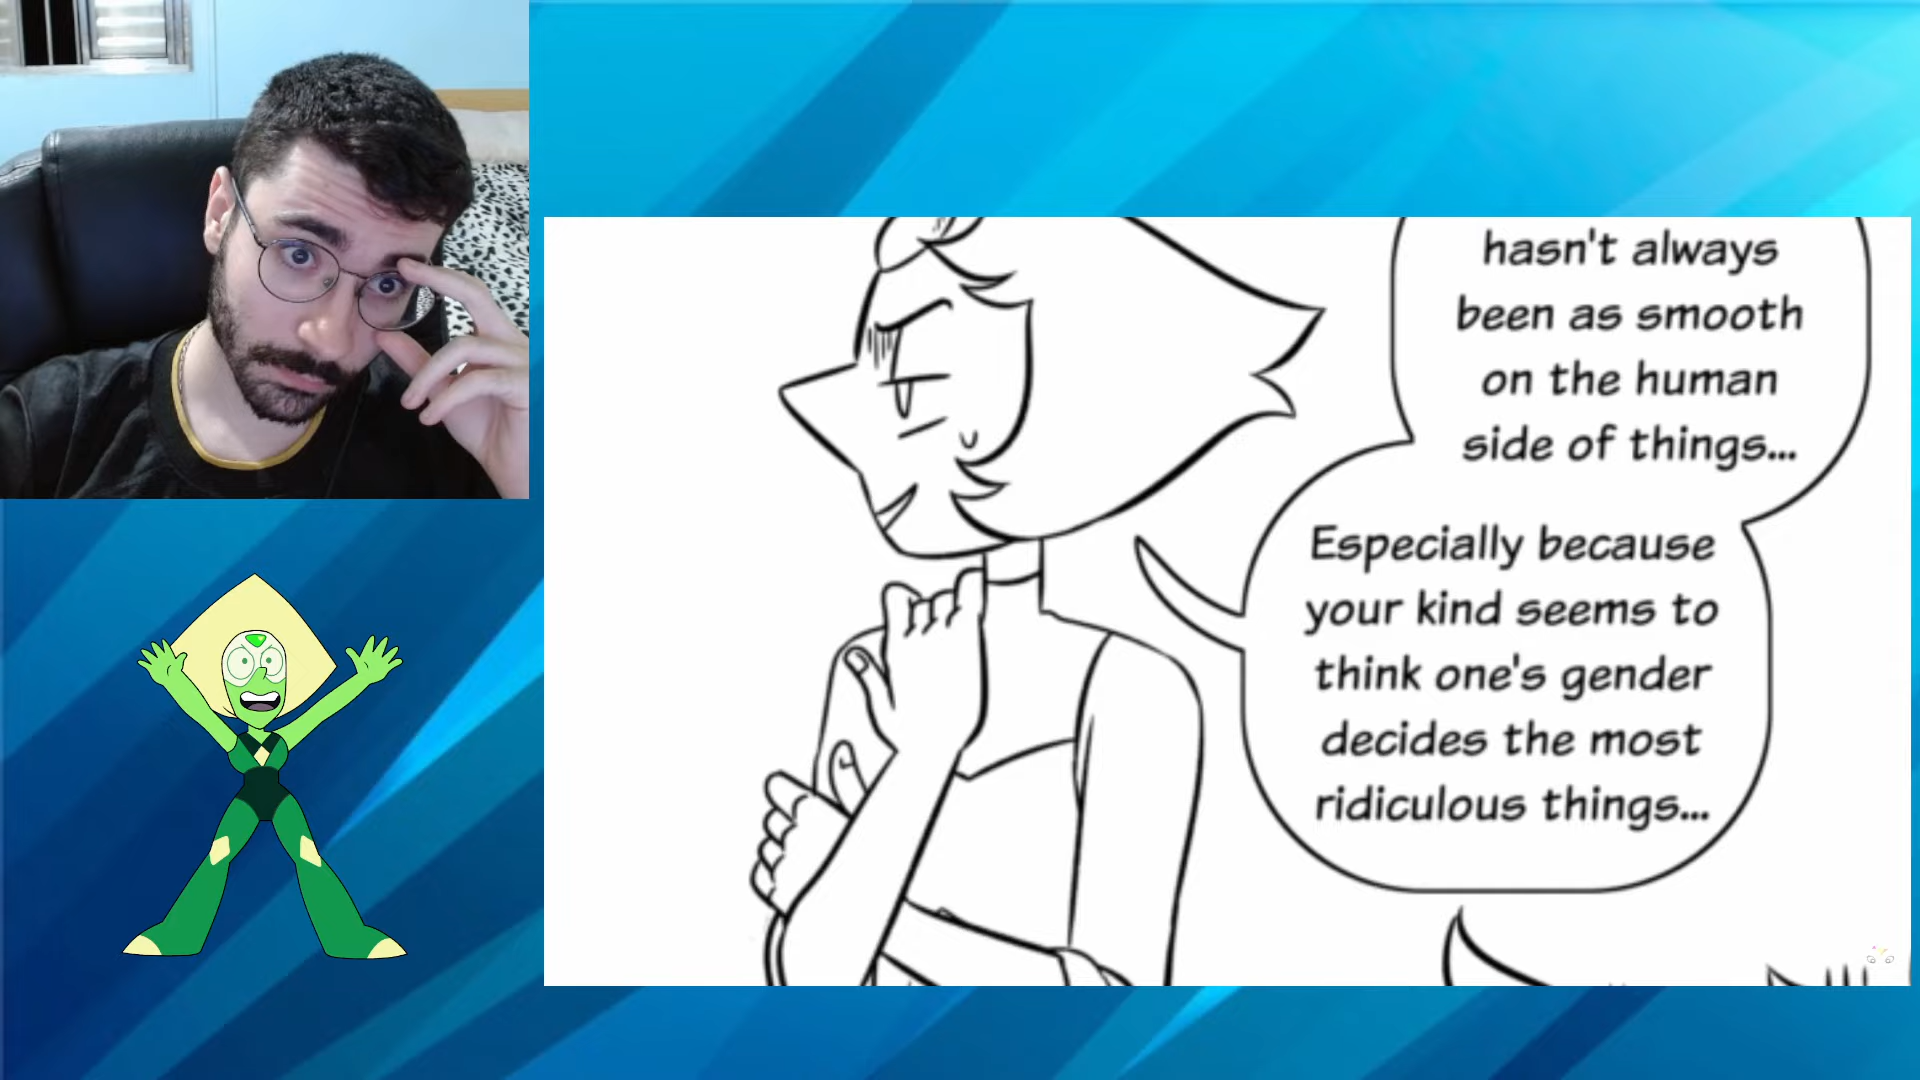 hasn't always
been as smooth
on the human
side of things...
Especially because
your kind seems to
think one's gender
decides the most
ridiculous things...